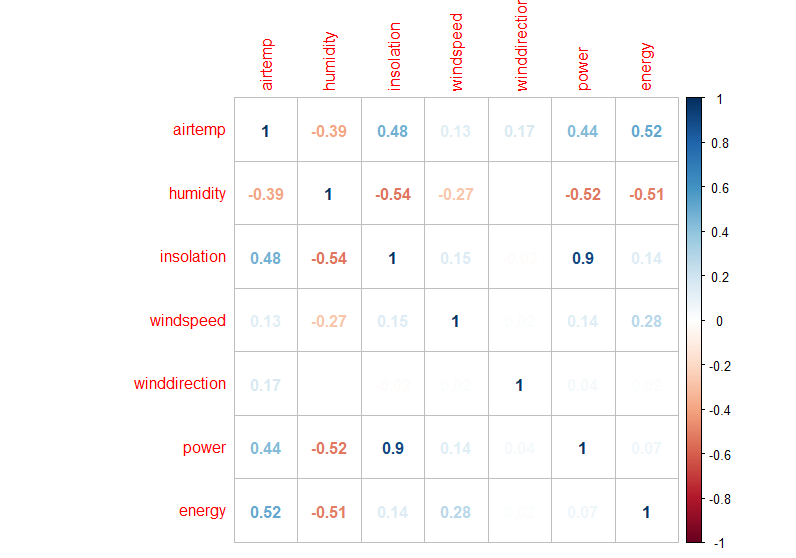 airtemp humidity insolation windspeed winddirection power energy
airtemp 1 -0.39 0.48 0.13 0.17 0.44 0.52 1
0.8
humidity -0.39 1 -0.54 -0.27 -0.52 -0.51
0.6
0.4
insolation 0.48 -0.54 1 0.15 0.9 0.14
0.2
windspeed 0.13 -0.27 0.15 1 0.14 0.28 0
-0.2
winddirection 0.17 1 0.04
-0.4
power 0.44 -0.52 0.9 0.14 0.04 1 0.07
-0.6
-0.8
energy 0.52 -0.51 0.14 0.28 0.07 1
-1